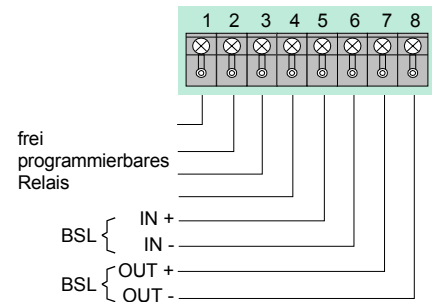 1 2 3 4 5 6 7 8
frei
programmierbares
Relais
IN +
BSL
IN -
OUT +
BSL
OUT -